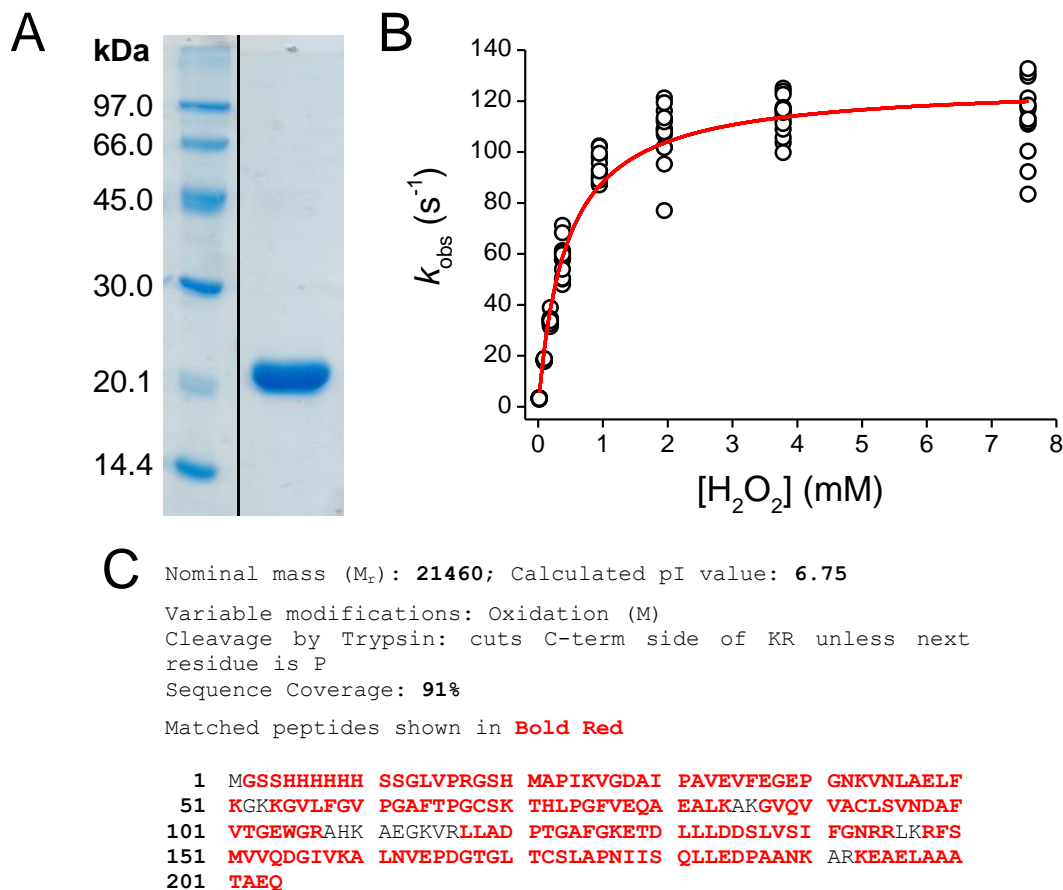 A
kDa
97.0
66.0
45.0
30.0
20.1
14.4
B
140
120
100
80
60
40
20
0
kobs (s-1)
0 1 2 3 4 5 6 7 8
[H2O2] (mM)
C
Nominal mass (Mr): 21460; Calculated pI value: 6.75
Variable modifications: Oxidation (M)
Cleavage by Trypsin: cuts C-term side of KR unless next
residue is P
Sequence Coverage: 91%
Matched peptides shown in Bold Red
1 MGSSHHHHHH SSGLVPRGSH MAPIKVGDAI PAVEVFEGEP GNKVNLAELF
51 KGKKGVLFGV PGAFTPGCSK THLPGFVEQA EALKAKGVQV VACLSVNDAF
101 VTGEWGRAHK AEGKVRLLAD PTGAFGKETD LLLDDSLVSI FGNRRLKRFS
151 MVVQDGIVKA LNVEPDGTGL TCSLAPNIIS QLLEDPAANK ARKEAELAAA
201 TAEQ